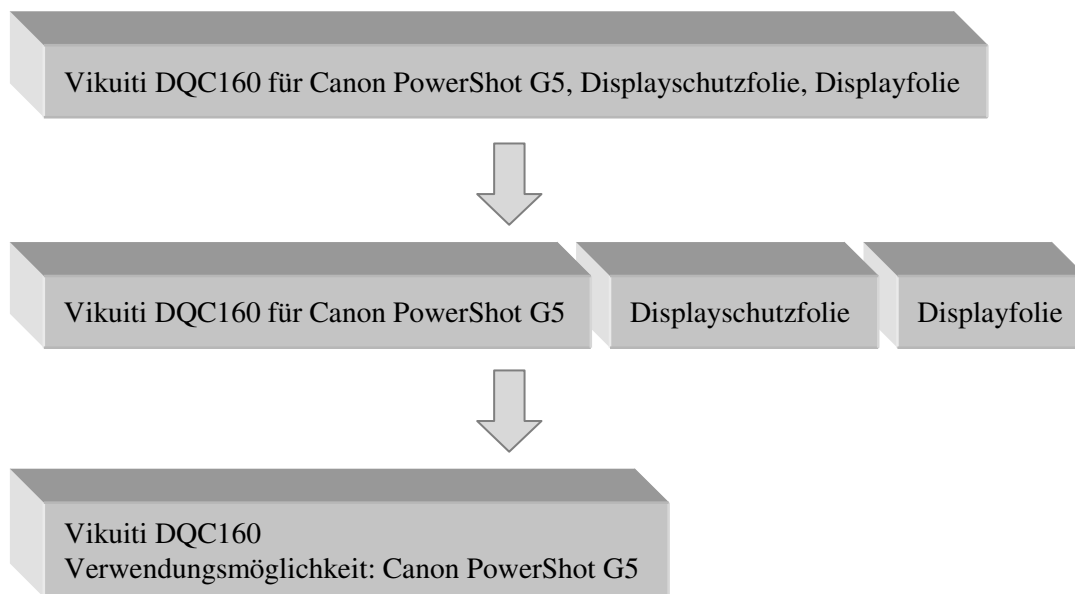 Vikuiti DQC160 für Canon PowerShot G5, Displayschutzfolie, Displayfolie
Vikuiti DQC160 für Canon PowerShot G5
Displayschutzfolie
Displayfolie
Vikuiti DQC160
Verwendungsmöglichkeit: Canon PowerShot G5